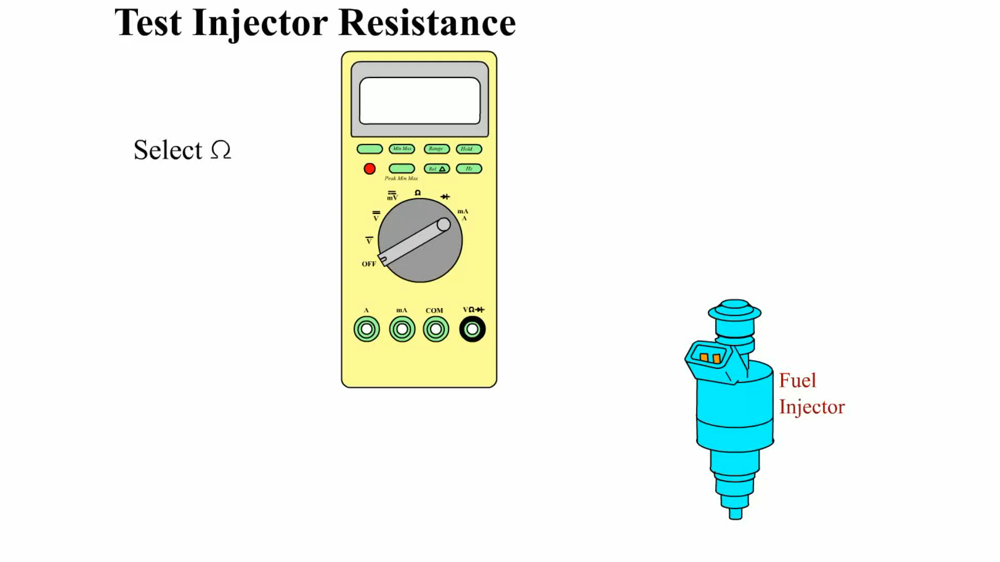 Test Injector Resistance
Select Ω
Min Max
Range
Hold
Rel Δ
Hz
Peak Min Max
mV
Ω
V
mA
A
V
OFF
A
mA
COM
VΩ
Fuel
Injector